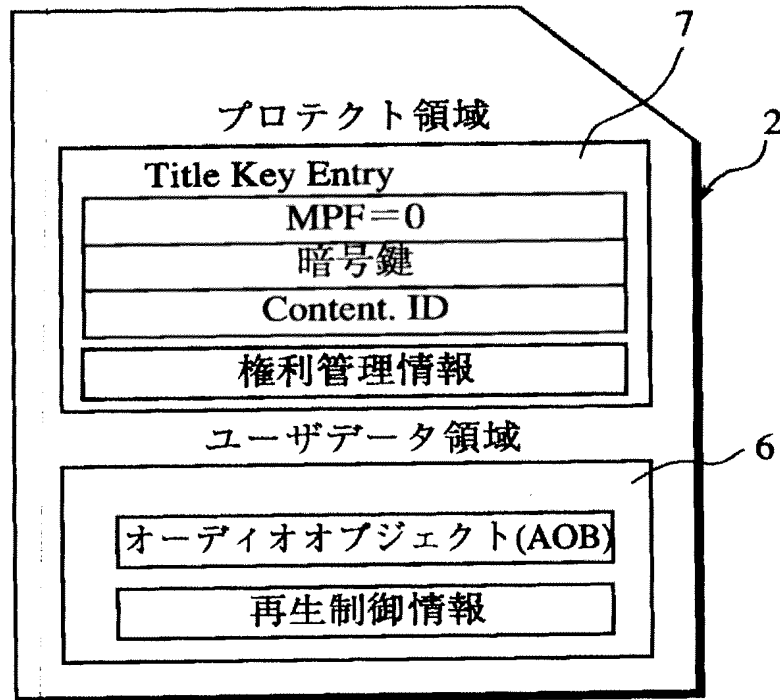 7
プロテクト領域
2
Title Key Entry
MPF＝0
暗号鍵
Content. ID
権利管理情報
ユーザデータ領域
6
オーディオオブジェクト(AOB)
再生制御情報